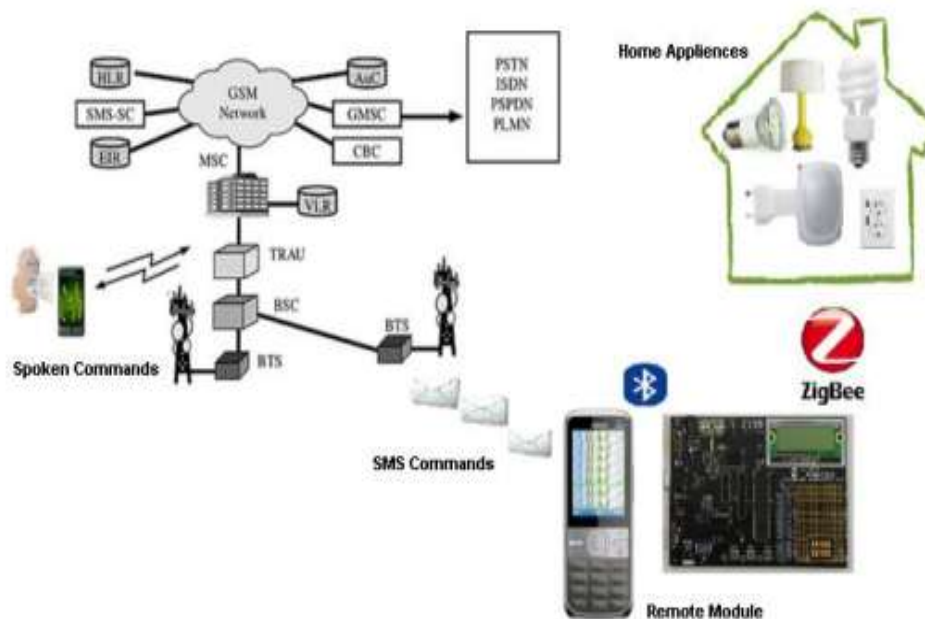 Home Appliences
HLR
AuC
GSM
Network
SMS-SC
GMSC
EIR
CBC
PSTN
ISDN
PSPDN
PLMN
MSC
VLR
TRAU
BSC
BTS
BTS
Spoken Commands
SMS Commands
ZigBee
Remote Module